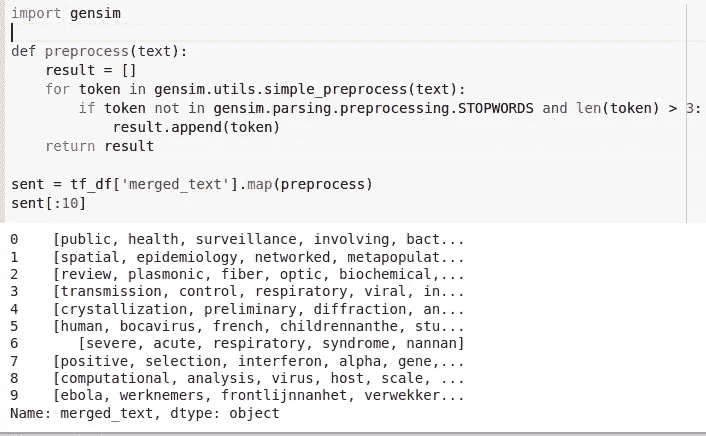 import gensim
def preprocess(text):
    result = []
    for token in gensim.utils.simple_preprocess(text):
        if token not in gensim.parsing.preprocessing.STOPWORDS and len(token) > 3:
            result.append(token)
    return result
sent = tf_df['merged_text'].map(preprocess)
sent[:10]
0    [public, health, surveillance, involving, bact...
1    [spatial, epidemiology, networked, metapopulat...
2    [review, plasmonic, fiber, optic, biochemical,...
3    [transmission, control, respiratory, viral, in...
4    [crystallization, preliminary, diffraction, an...
5    [human, bocavirus, french, childrennanthe, stu...
6       [severe, acute, respiratory, syndrome, nannan]
7    [positive, selection, interferon, alpha, gene,...
8    [computational, analysis, virus, host, scale, ...
9    [ebola, werknemers, frontlijnnanhet, verwekker...
Name: merged_text, dtype: object